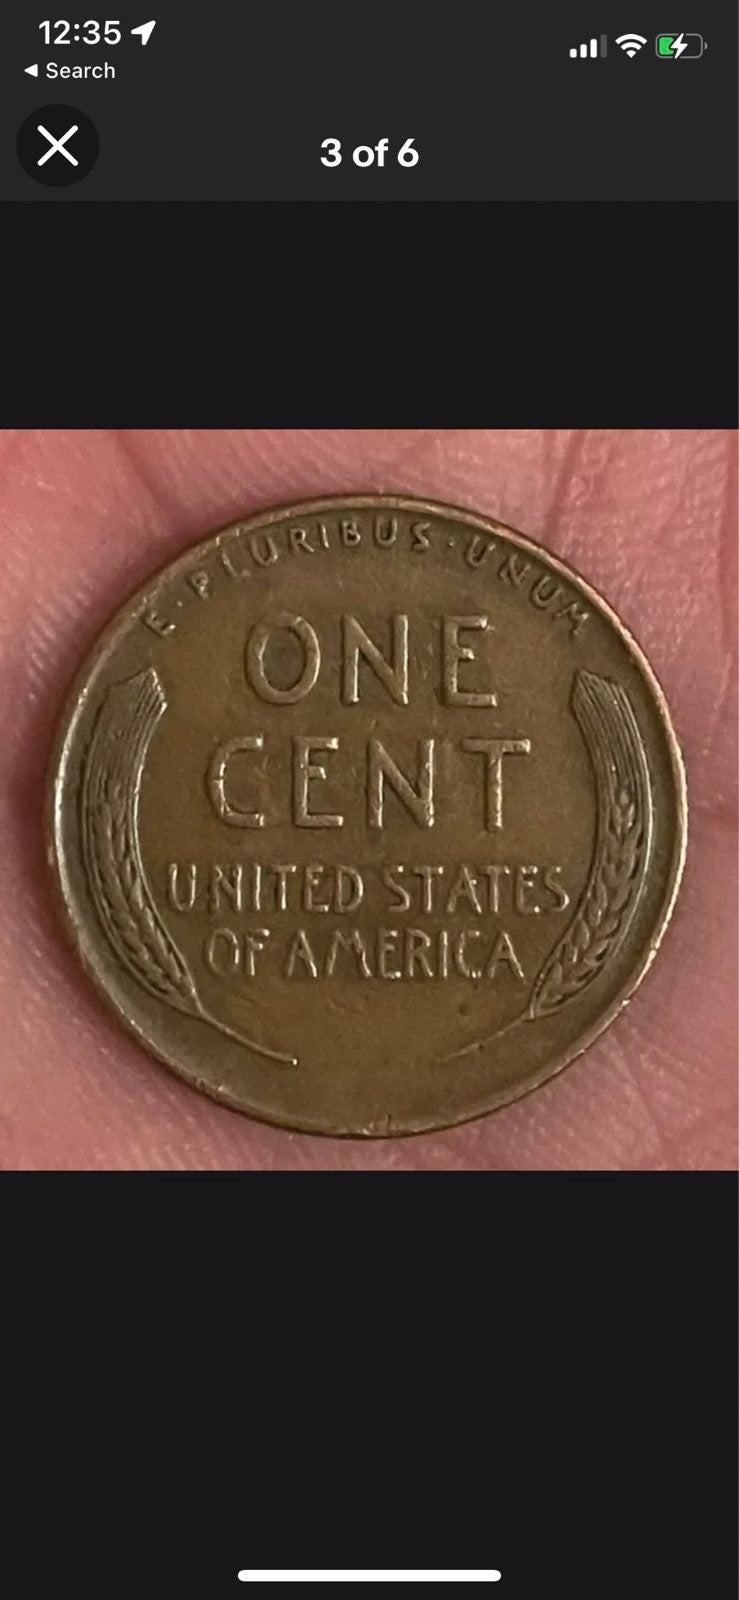 12:35
◀ Search
3 of 6
E·PLURIBUS·UNUM
ONE
CENT
UNITED STATES
OF AMERICA